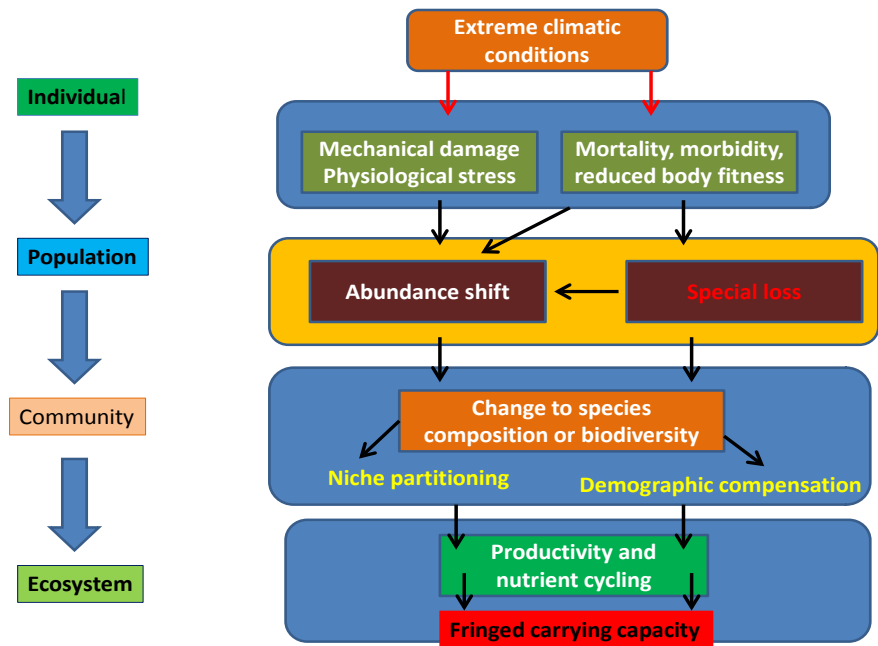 Extreme climatic
conditions
Individual
Mechanical damage
Physiological stress
Mortality, morbidity,
reduced body fitness
Population
Abundance shift
Special loss
Community
Change to species
composition or biodiversity
Niche partitioning
Demographic compensation
Ecosystem
Productivity and
nutrient cycling
Fringed carrying capacity